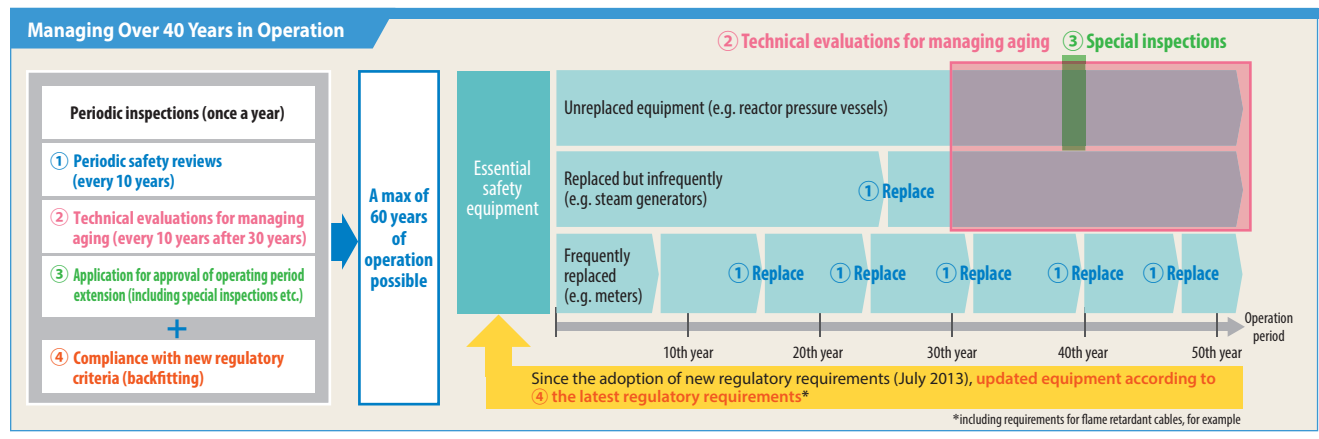 Managing Over 40 Years in Operation
Periodic inspections (once a year)
① Periodic safety reviews
(every 10 years)
② Technical evaluations for managing
aging (every 10 years after 30 years)
③ Application for approval of operating period
extension (including special inspections etc.)
+
④ Compliance with new regulatory
criteria (backfitting)
A max of
60 years
of
operation
possible
② Technical evaluations for managing aging ③ Special inspections
Essential
safety
equipment
Unreplaced equipment (e.g. reactor pressure vessels)
Replaced but infrequently
(e.g. steam generators)
① Replace
Frequently
replaced
(e.g. meters)
① Replace ① Replace ① Replace ① Replace ① Replace
Operation
period
10th year 20th year 30th year 40th year 50th year
Since the adoption of new regulatory requirements (July 2013), updated equipment according to
④ the latest regulatory requirements*
*including requirements for flame retardant cables, for example